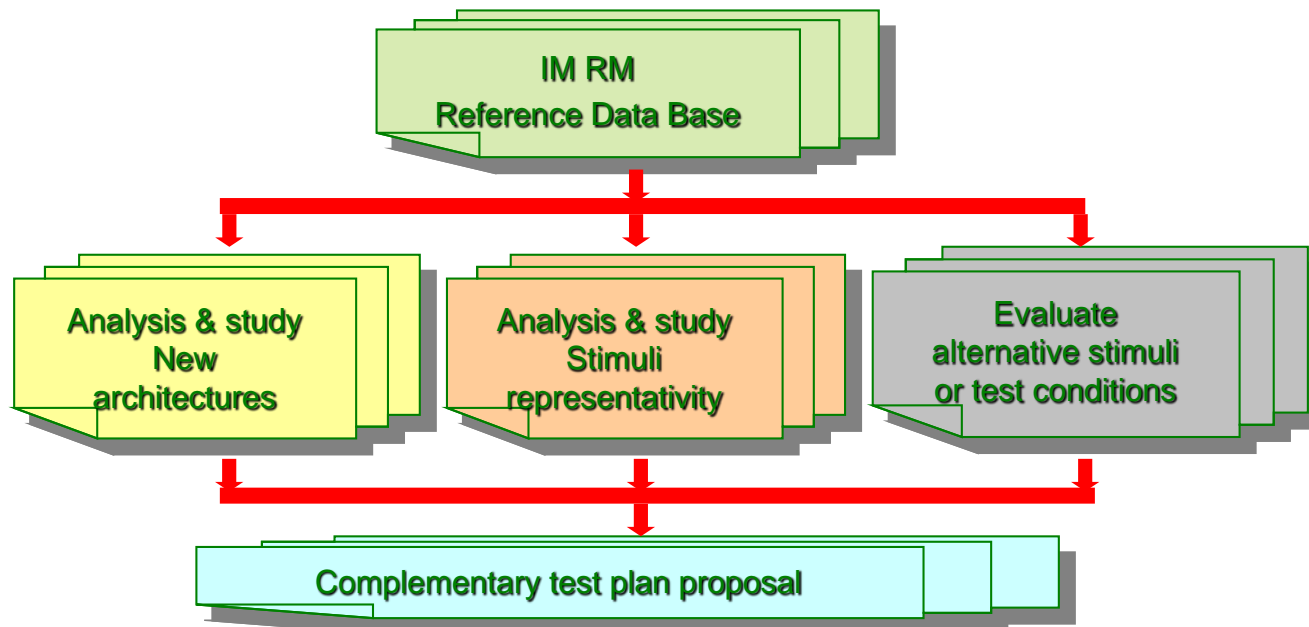 IM RM
Reference Data Base
Analysis & study
New
architectures
Analysis & study
Stimuli
representativity
Evaluate
alternative stimuli
or test conditions
Complementary test plan proposal